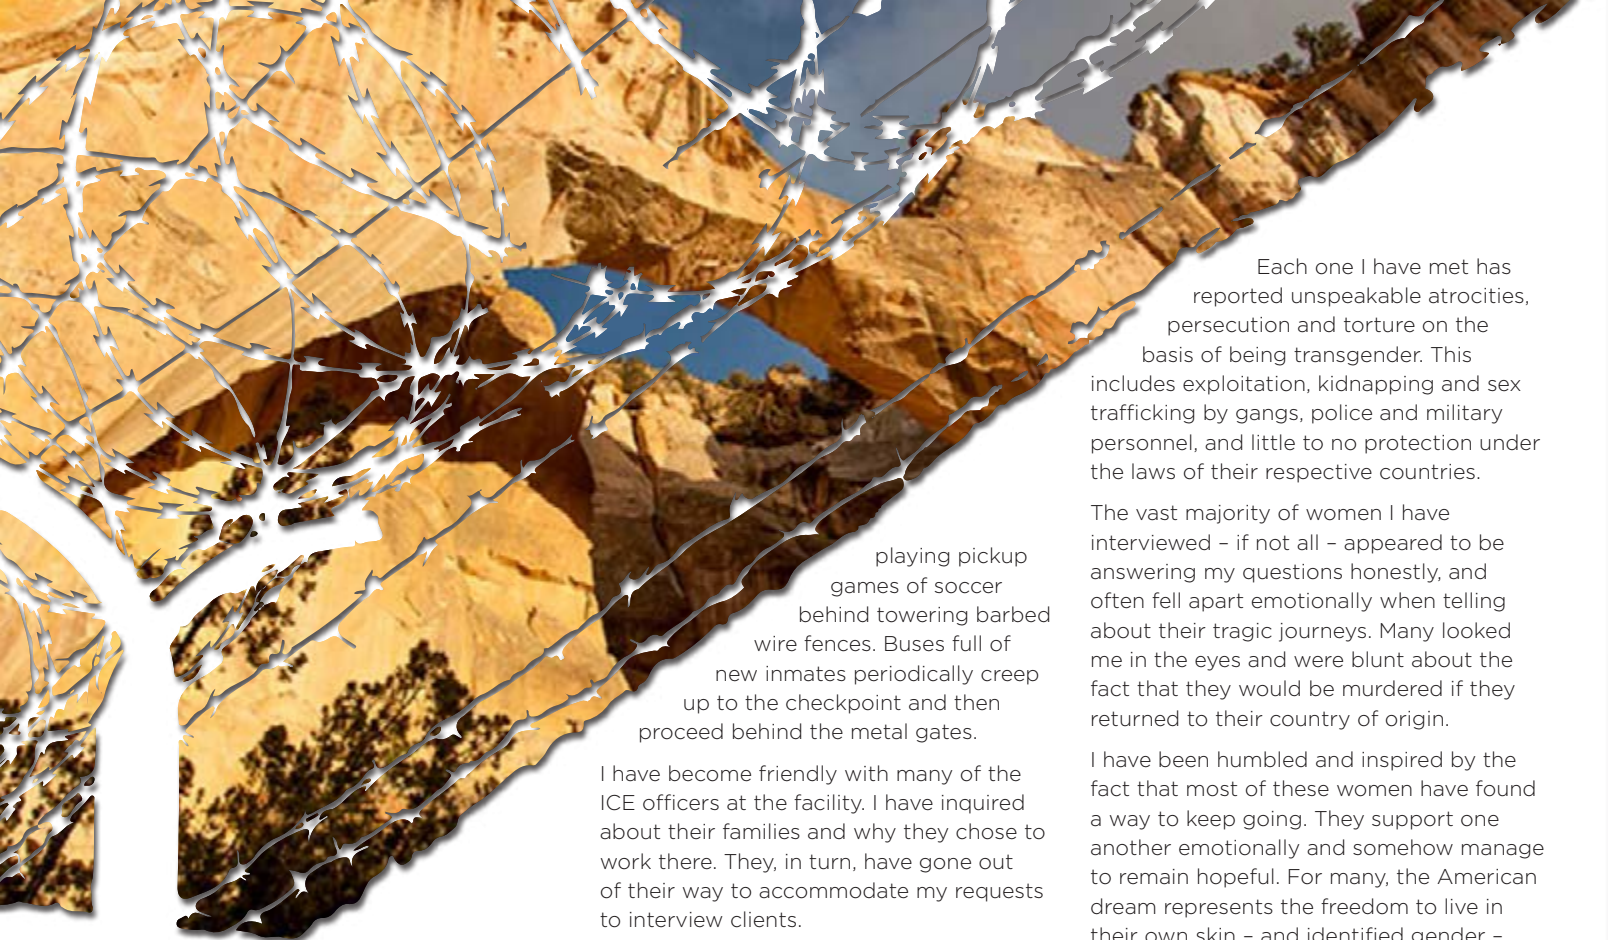 playing pickup
games of soccer
behind towering barbed
wire fences. Buses full of
new inmates periodically creep
up to the checkpoint and then
proceed behind the metal gates.
I have become friendly with many of the
ICE officers at the facility. I have inquired
about their families and why they chose to
work there. They, in turn, have gone out
of their way to accommodate my requests
to interview clients.
Each one I have met has
reported unspeakable atrocities,
persecution and torture on the
basis of being transgender. This
includes exploitation, kidnapping and sex
trafficking by gangs, police and military
personnel, and little to no protection under
the laws of their respective countries.
The vast majority of women I have
interviewed – if not all – appeared to be
answering my questions honestly, and
often fell apart emotionally when telling
about their tragic journeys. Many looked
me in the eyes and were blunt about the
fact that they would be murdered if they
returned to their country of origin.
I have been humbled and inspired by the
fact that most of these women have found
a way to keep going. They support one
another emotionally and somehow manage
to remain hopeful. For many, the American
dream represents the freedom to live in
their own skin – and identified gender –